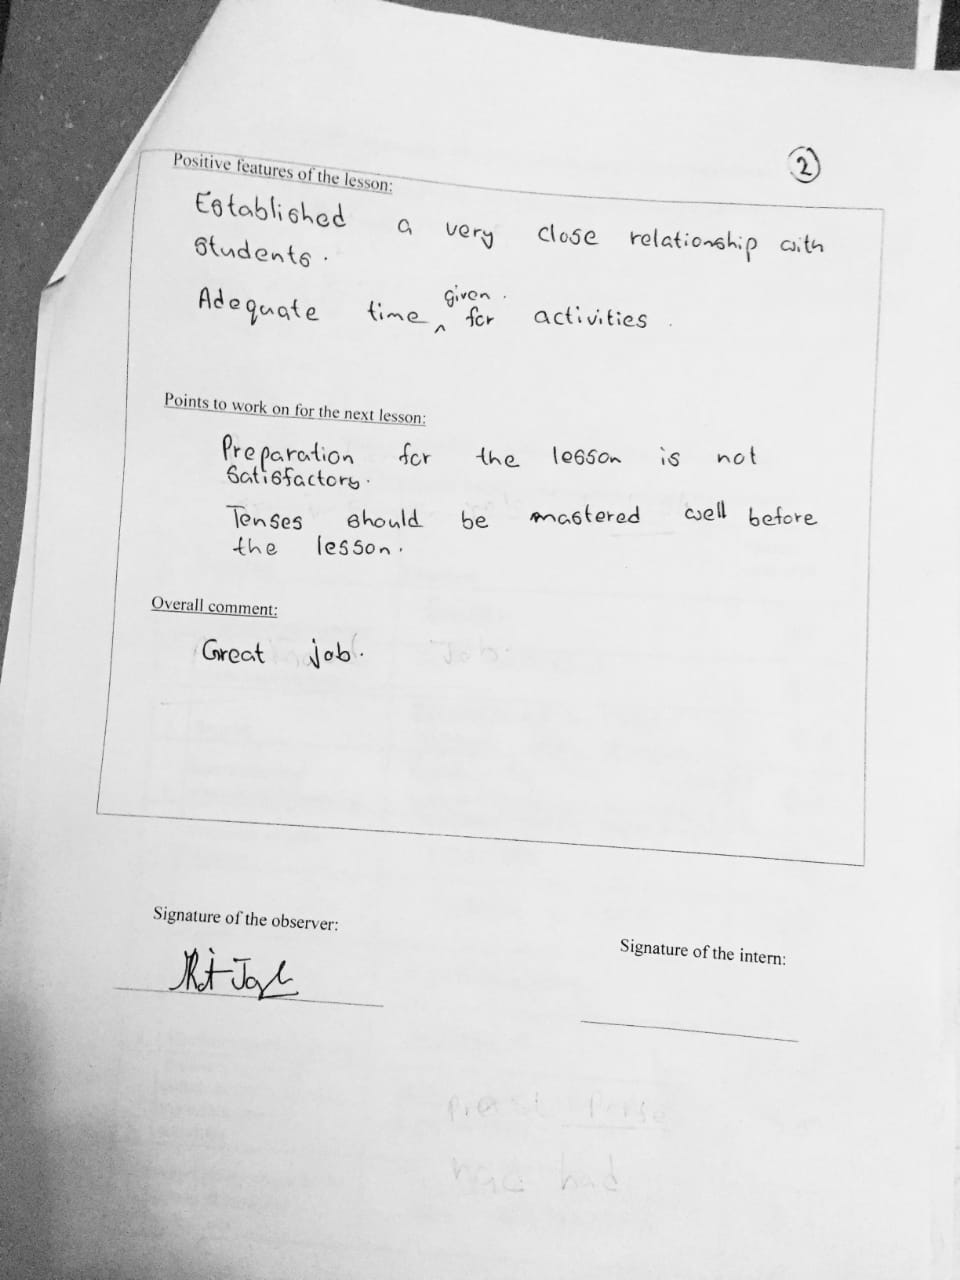 2
Positive features of the lesson:
Established a very close relationship with
students.
Adequate time given for activities.
Points to work on for the next lesson:
Preparation for the lesson is not
satisfactory.
Tenses should be mastered well before
the lesson.
Overall comment:
Great job.
Job.
Signature of the observer:
Signature of the intern: